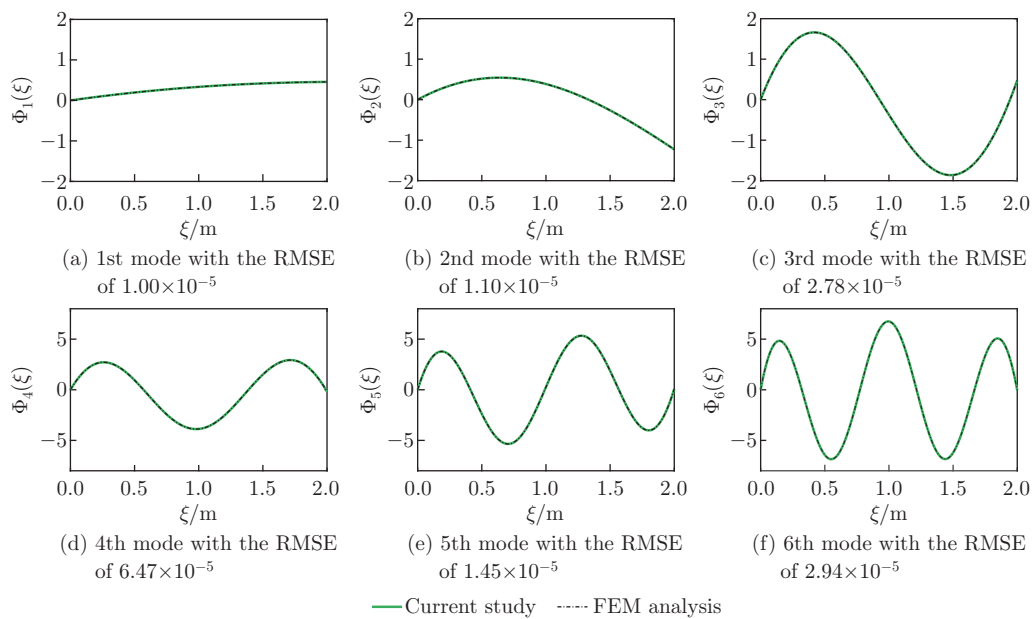 2
1
0
−1
−2
Φ₁(ξ)
0.0 0.5 1.0 1.5 2.0
ξ/m
(a) 1st mode with the RMSE
of 1.00×10⁻⁵
2
1
0
−1
−2
Φ₂(ξ)
0.0 0.5 1.0 1.5 2.0
ξ/m
(b) 2nd mode with the RMSE
of 1.10×10⁻⁵
2
1
0
−1
−2
Φ₃(ξ)
0.0 0.5 1.0 1.5 2.0
ξ/m
(c) 3rd mode with the RMSE
of 2.78×10⁻⁵
5
0
−5
Φ₄(ξ)
0.0 0.5 1.0 1.5 2.0
ξ/m
(d) 4th mode with the RMSE
of 6.47×10⁻⁵
5
0
−5
Φ₅(ξ)
0.0 0.5 1.0 1.5 2.0
ξ/m
(e) 5th mode with the RMSE
of 1.45×10⁻⁵
5
0
−5
Φ₆(ξ)
0.0 0.5 1.0 1.5 2.0
ξ/m
(f) 6th mode with the RMSE
of 2.94×10⁻⁵
Current study FEM analysis